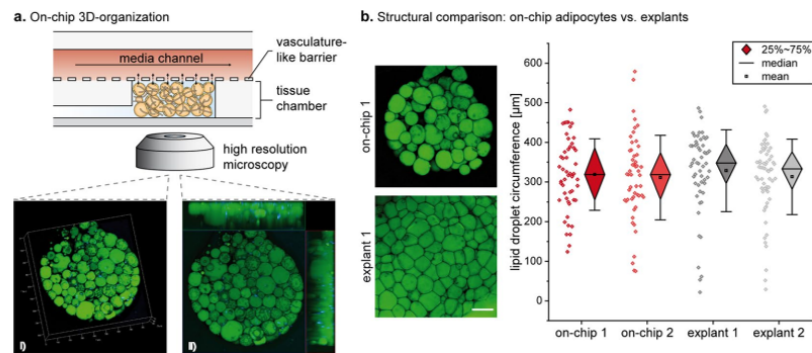 a. On-chip 3D-organization
media channel
vasculature-
like barrier
tissue
chamber
high resolution
microscopy
I)
II)
b. Structural comparison: on-chip adipocytes vs. explants
on-chip 1
explant 1
lipid droplet circumference [µm]
600
500
400
300
200
100
0
on-chip 1 on-chip 2 explant 1 explant 2
25%~75%
median
mean